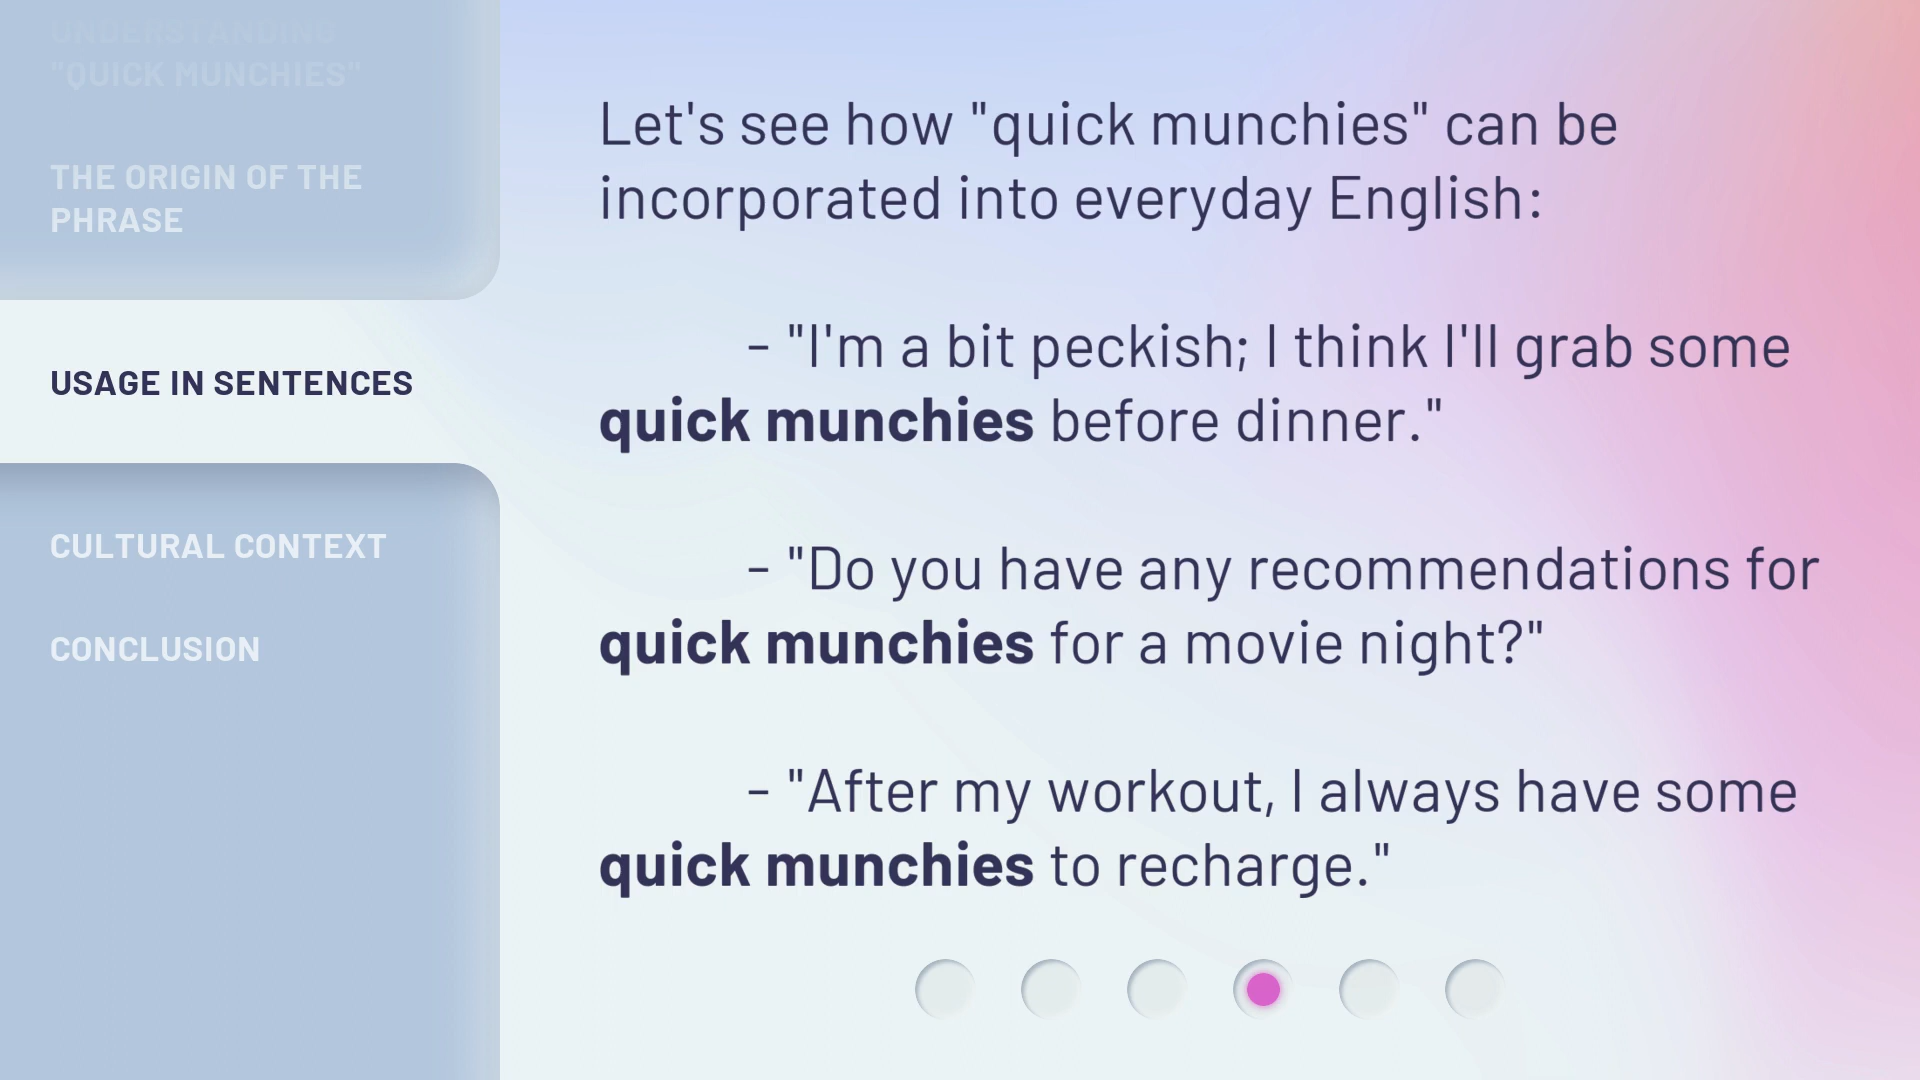 UNDERSTANDING
"QUICK MUNCHIES"
THE ORIGIN OF THE
PHRASE
USAGE IN SENTENCES
CULTURAL CONTEXT
CONCLUSION
Let's see how "quick munchies" can be
incorporated into everyday English:
- "I'm a bit peckish; I think I'll grab some
quick munchies before dinner."
- "Do you have any recommendations for
quick munchies for a movie night?"
- "After my workout, I always have some
quick munchies to recharge."